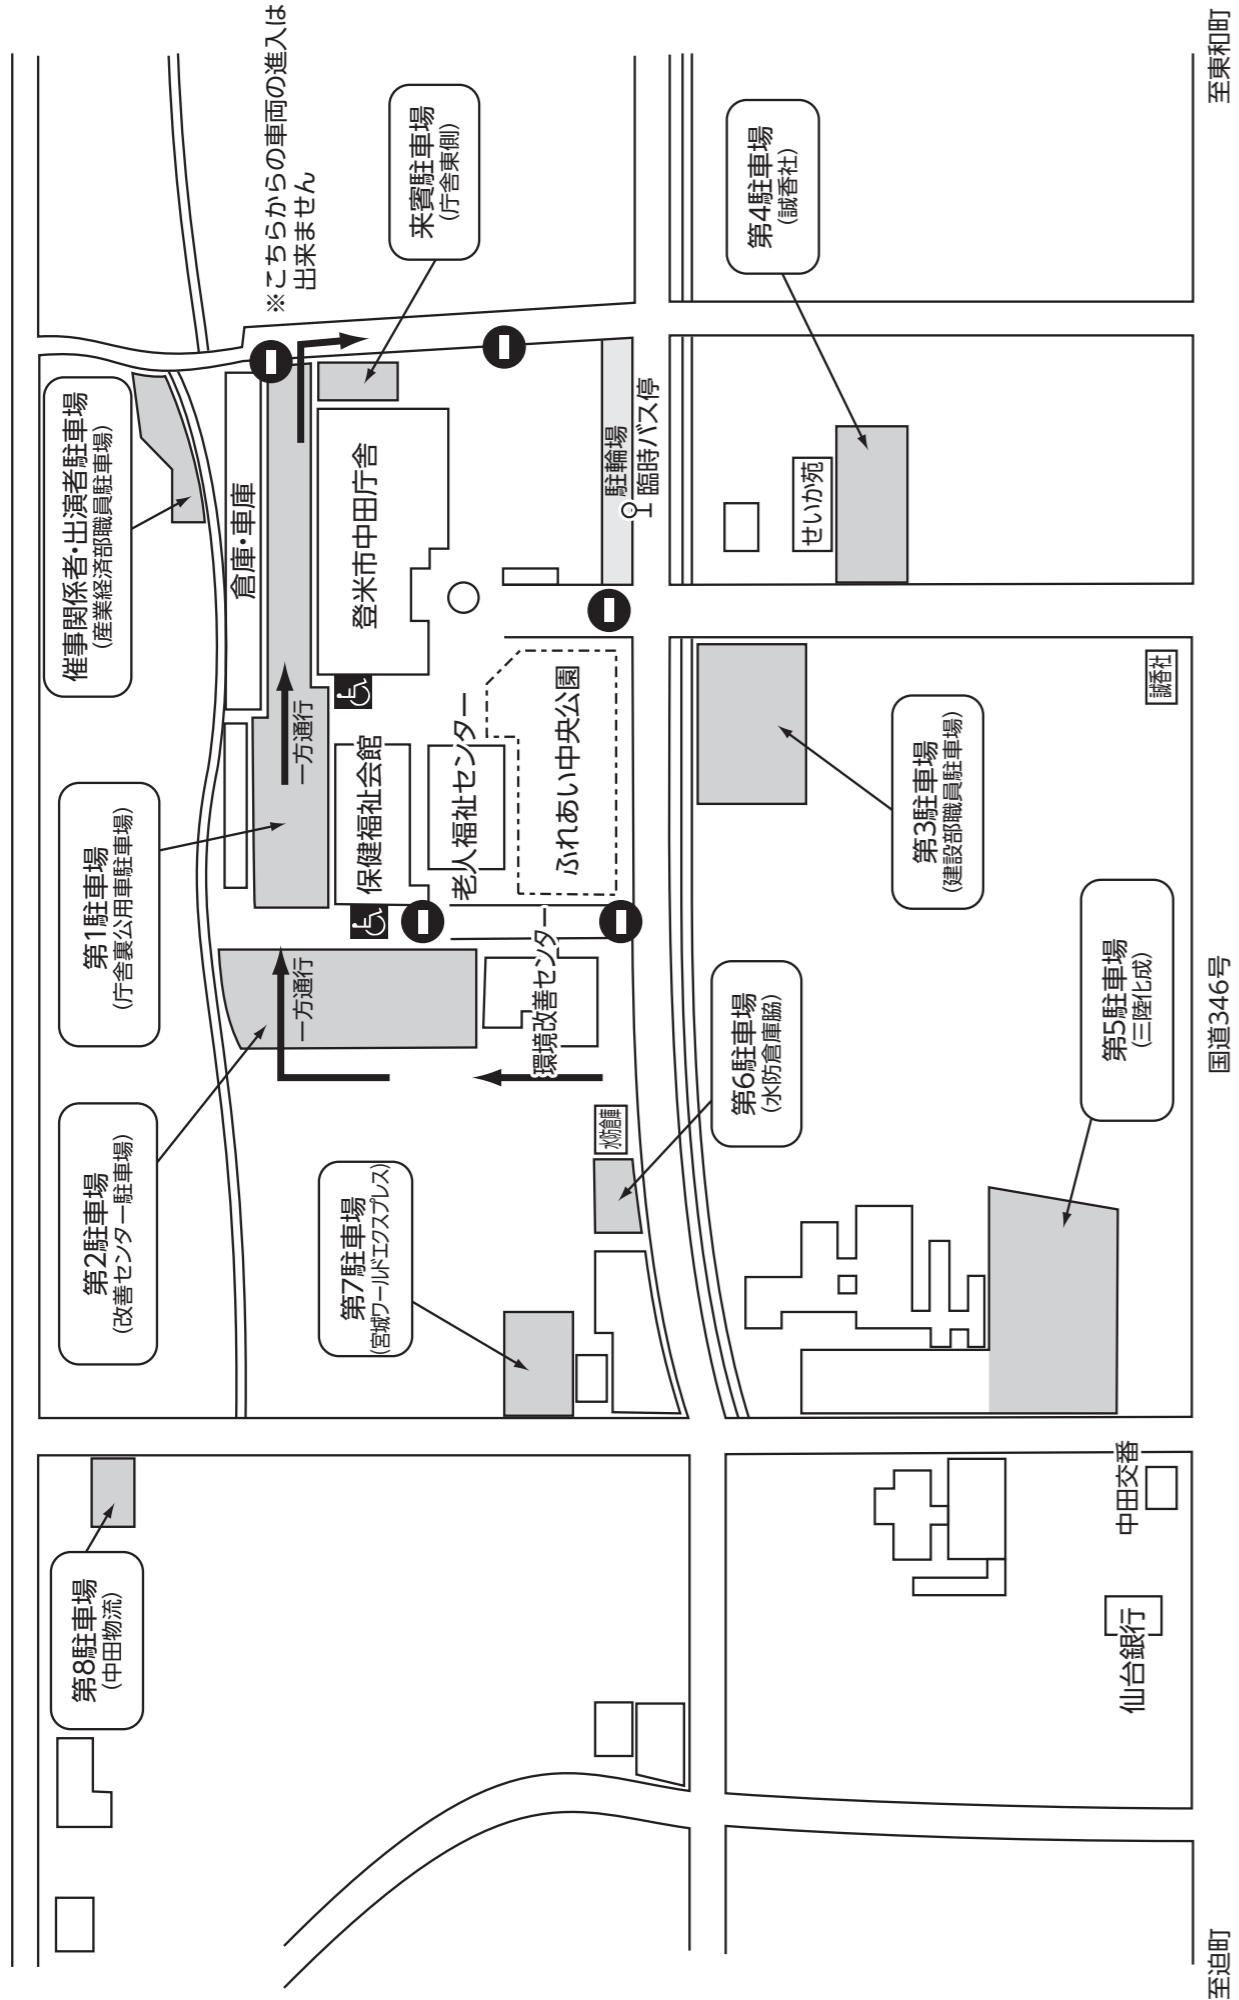 第8駐車場
(中田物流)
第2駐車場
(改善センター駐車場)
第1駐車場
(庁舎裏公用車駐車場)
催事関係者・出演者駐車場
(産業経済部職員駐車場)
倉庫・車庫
※こちらからの車両の進入は
出来ません
一方通行
一方通行
第7駐車場
(宮城ワールドエクスプレス)
保健福祉会館
登米市中田庁舎
来賓駐車場
(庁舎東側)
老人福祉センター
環境改善センター
ふれあい中央公園
水防倉庫
駐輪場
臨時バス停
第6駐車場
(水防倉庫脇)
第4駐車場
(誠香社)
せいか苑
第3駐車場
(建設部職員駐車場)
第5駐車場
(三陸化成)
誠香社
仙台銀行
中田交番
至迫町
国道346号
至東和町